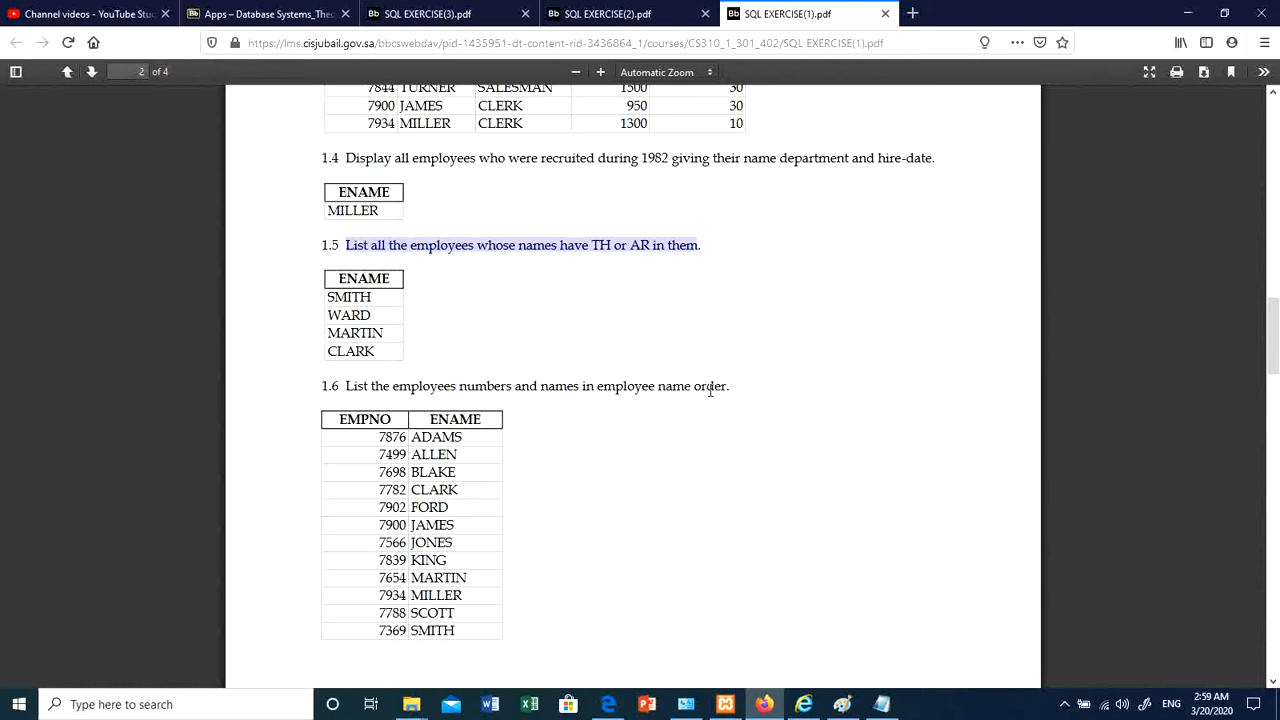 Channel videos - YouTube Stu
Apps – Database Systems_The
SQL EXERCISE(3).pdf
SQL EXERCISE(2).pdf
SQL EXERCISE(1).pdf
https://lms.cisjubail.gov.sa/bbcswebdav/pid-1435951-dt-content-rid-3436864_1/courses/CS310_1_301_402/SQL EXERCISE(1).pdf
2 of 4
Automatic Zoom
7844 TURNER SALESMAN 1500 30
7900 JAMES CLERK 950 30
7934 MILLER CLERK 1300 10
1.4 Display all employees who were recruited during 1982 giving their name department and hire-date.
ENAME
MILLER
1.5 List all the employees whose names have TH or AR in them.
ENAME
SMITH
WARD
MARTIN
CLARK
1.6 List the employees numbers and names in employee name order.
EMPNO ENAME
7876 ADAMS
7499 ALLEN
7698 BLAKE
7782 CLARK
7902 FORD
7900 JAMES
7566 JONES
7839 KING
7654 MARTIN
7934 MILLER
7788 SCOTT
7369 SMITH
Type here to search
ENG
2:59 AM
3/20/2020